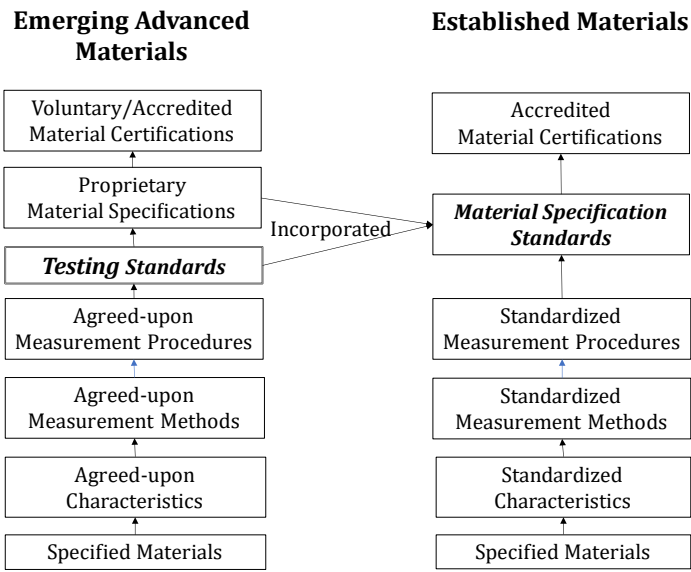 Emerging Advanced
Materials
Voluntary/Accredited
Material Certifications
Proprietary
Material Specifications
Testing Standards
Agreed-upon
Measurement Procedures
Agreed-upon
Measurement Methods
Agreed-upon
Characteristics
Specified Materials
Incorporated
Established Materials
Accredited
Material Certifications
Material Specification
Standards
Standardized
Measurement Procedures
Standardized
Measurement Methods
Standardized
Characteristics
Specified Materials